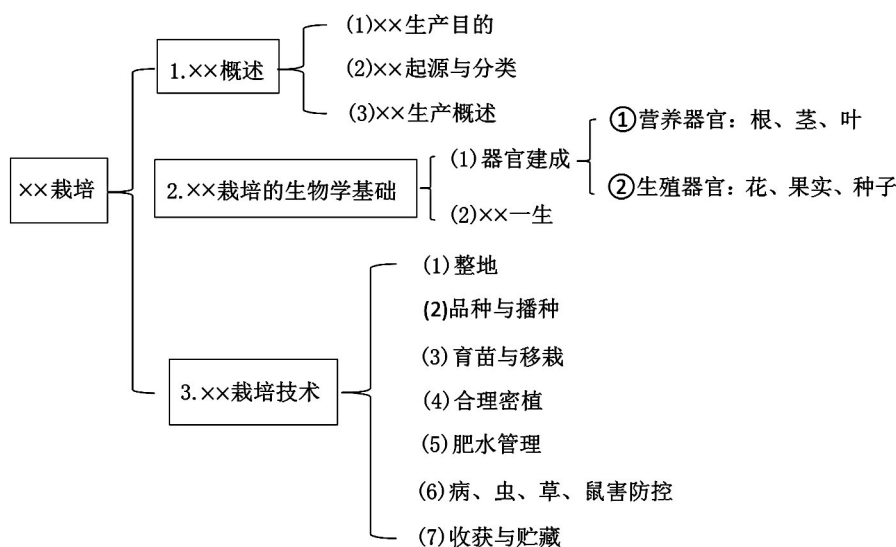 ××栽培
1.××概述
(1)××生产目的
(2)××起源与分类
(3)××生产概述
2.××栽培的生物学基础
(1)器官建成
①营养器官：根、茎、叶
②生殖器官：花、果实、种子
(2)××一生
3.××栽培技术
(1)整地
(2)品种与播种
(3)育苗与移栽
(4)合理密植
(5)肥水管理
(6)病、虫、草、鼠害防控
(7)收获与贮藏